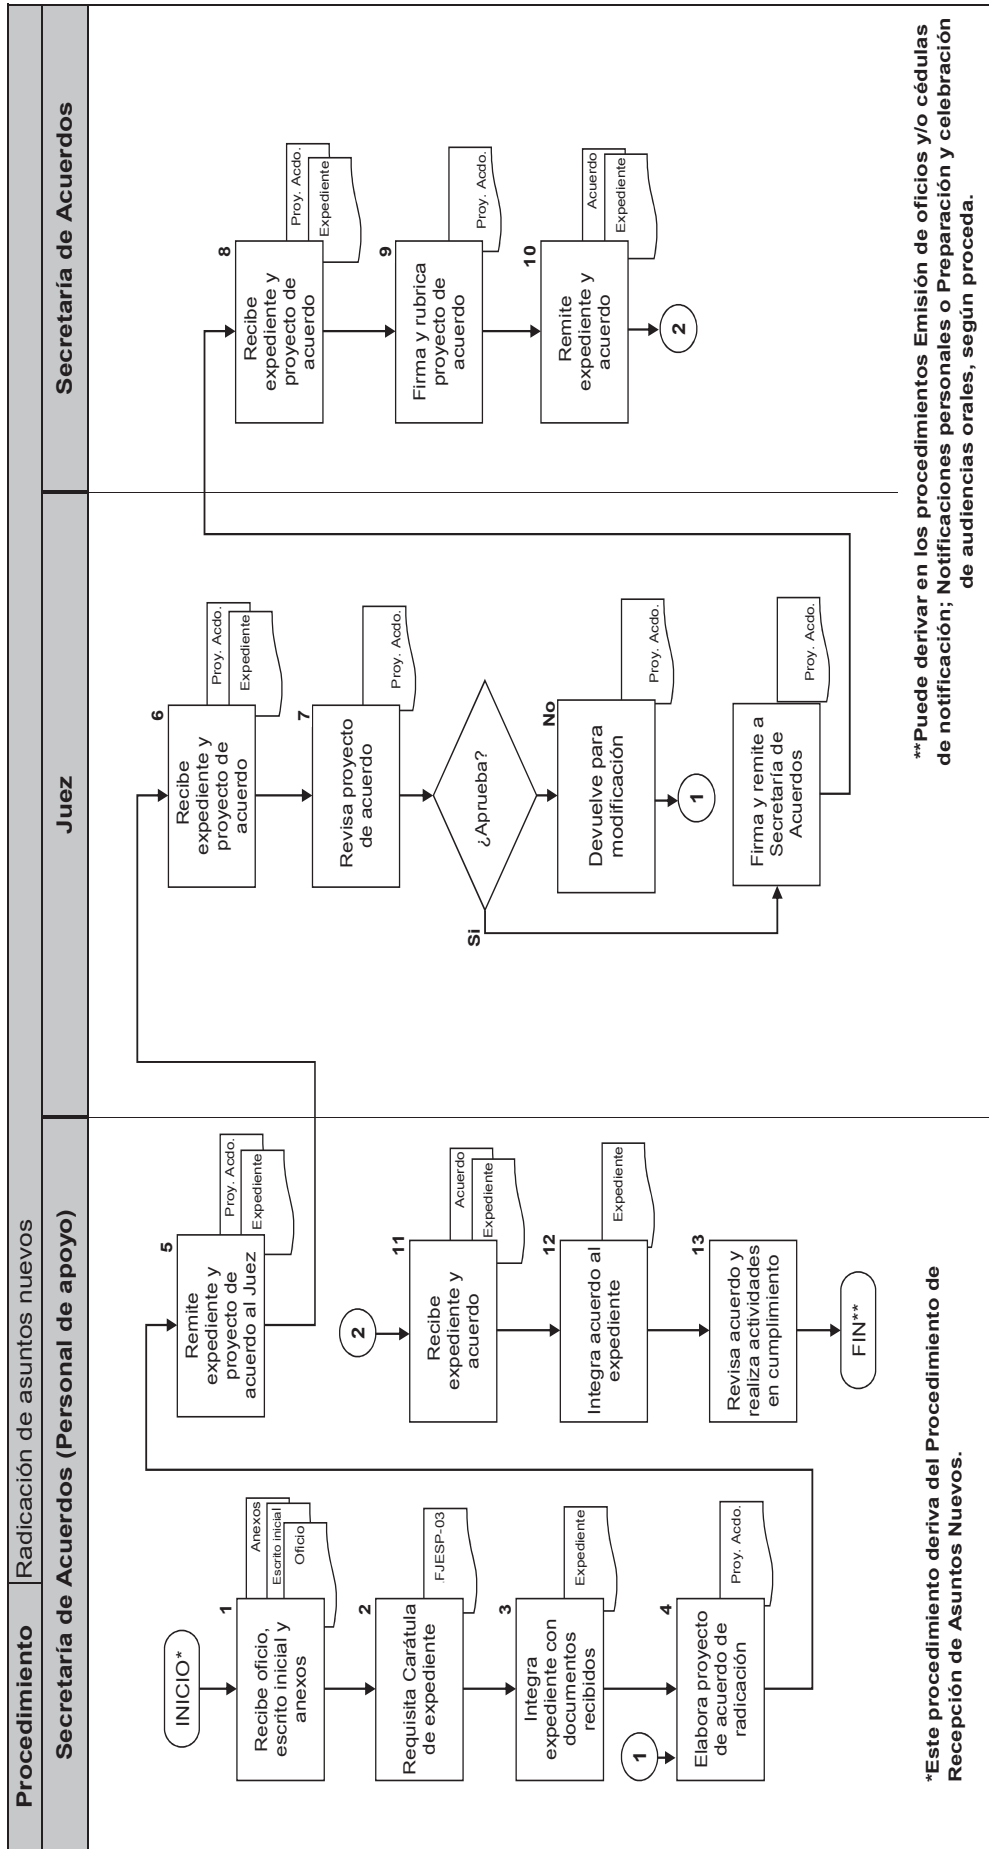 Procedimiento
Radicación de asuntos nuevos
Secretaría de Acuerdos (Personal de apoyo)
Juez
Secretaría de Acuerdos
INICIO*
1
Recibe oficio,
escrito inicial y
anexos
Anexos
Escrito inicial
Oficio
2
Requisita Carátula
de expediente
.FJESP-03
3
Integra
expediente con
documentos
recibidos
Expediente
1
4
Elabora proyecto
de acuerdo de
radicación
Proy. Acdo.
5
Remite
expediente y
proyecto de
acuerdo al Juez
Proy. Acdo.
Expediente
2
11
Recibe
expediente y
acuerdo
Acuerdo
Expediente
12
Integra acuerdo al
expediente
Expediente
13
Revisa acuerdo y
realiza actividades
en cumplimiento
FIN**
6
Recibe
expediente y
proyecto de
acuerdo
Proy. Acdo.
Expediente
7
Revisa proyecto
de acuerdo
Proy. Acdo.
¿Aprueba?
Si
No
Devuelve para
modificación
Proy. Acdo.
1
Firma y remite a
Secretaría de
Acuerdos
Proy. Acdo.
8
Recibe
expediente y
proyecto de
acuerdo
Proy. Acdo.
Expediente
9
Firma y rubrica
proyecto de
acuerdo
Proy. Acdo.
10
Remite
expediente y
acuerdo
Acuerdo
Expediente
2
*Este procedimiento deriva del Procedimiento de
Recepción de Asuntos Nuevos.
**Puede derivar en los procedimientos Emisión de oficios y/o cédulas
de notificación; Notificaciones personales o Preparación y celebración
de audiencias orales, según proceda.